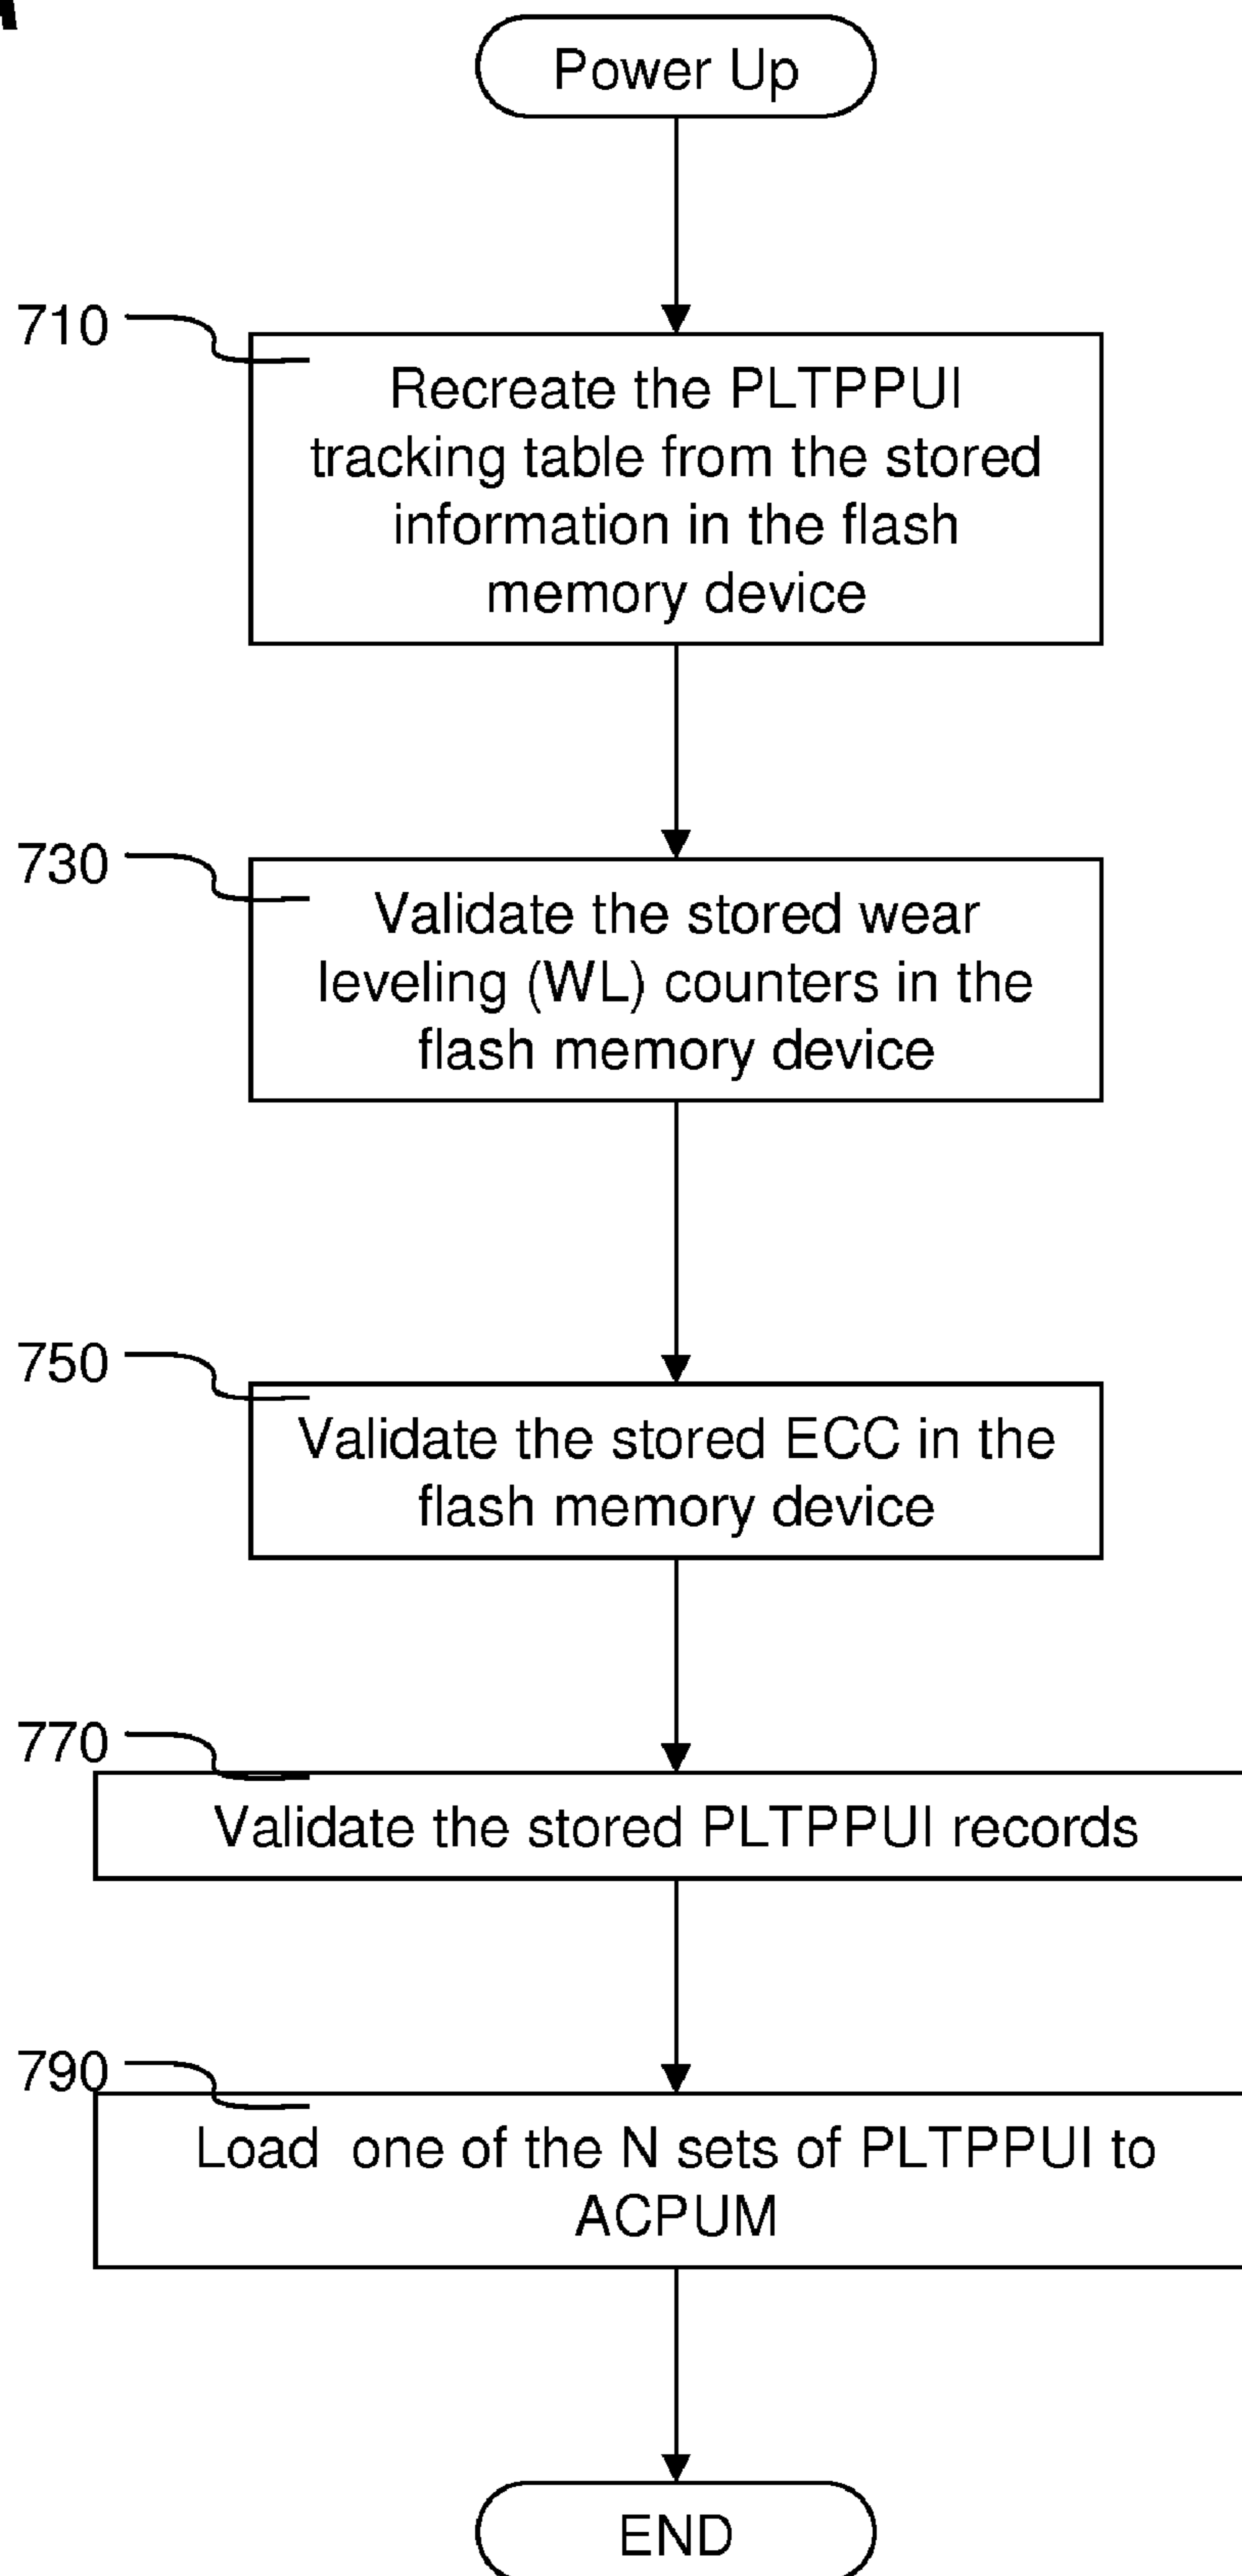 Power Up
710
Recreate the PLTPPUI
tracking table from the stored
information in the flash
memory device
730
Validate the stored wear
leveling (WL) counters in the
flash memory device
750
Validate the stored ECC in the
flash memory device
770
Validate the stored PLTPPUI records
790
Load one of the N sets of PLTPPUI to
ACPUM
END